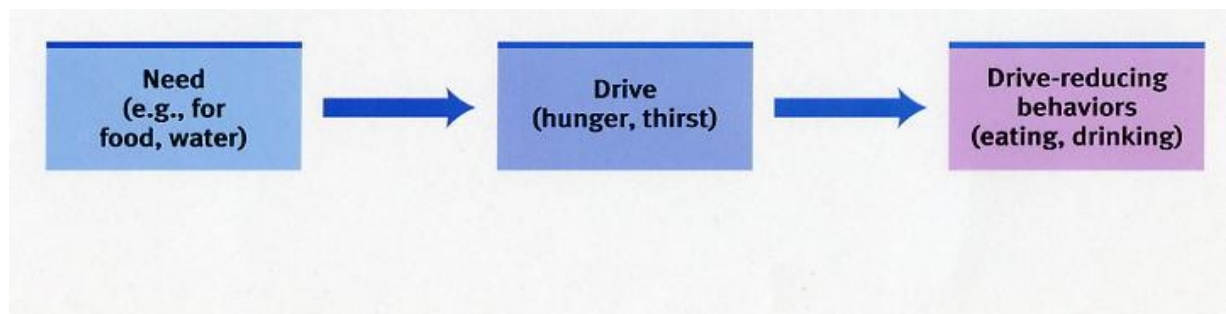 Need
(e.g., for
food, water)
Drive
(hunger, thirst)
Drive-reducing
behaviors
(eating, drinking)